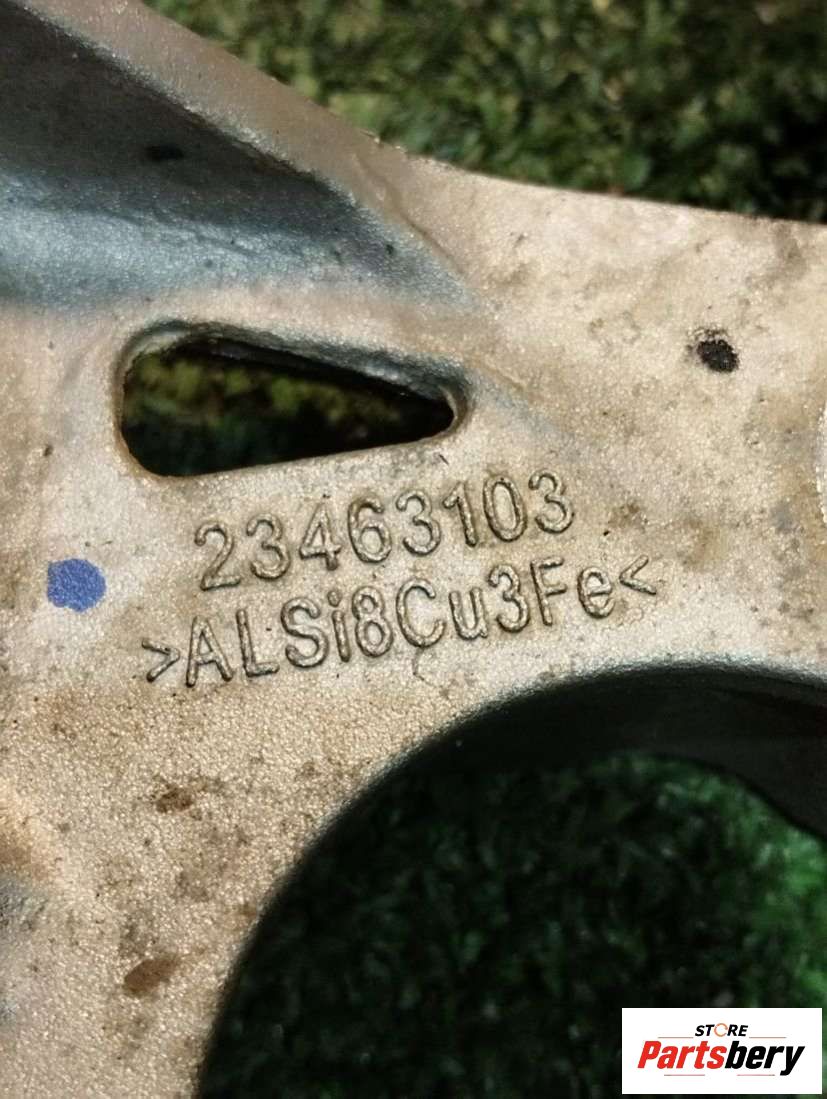 23463103
>ALSi8Cu3Fe<
STORE
Partsbery